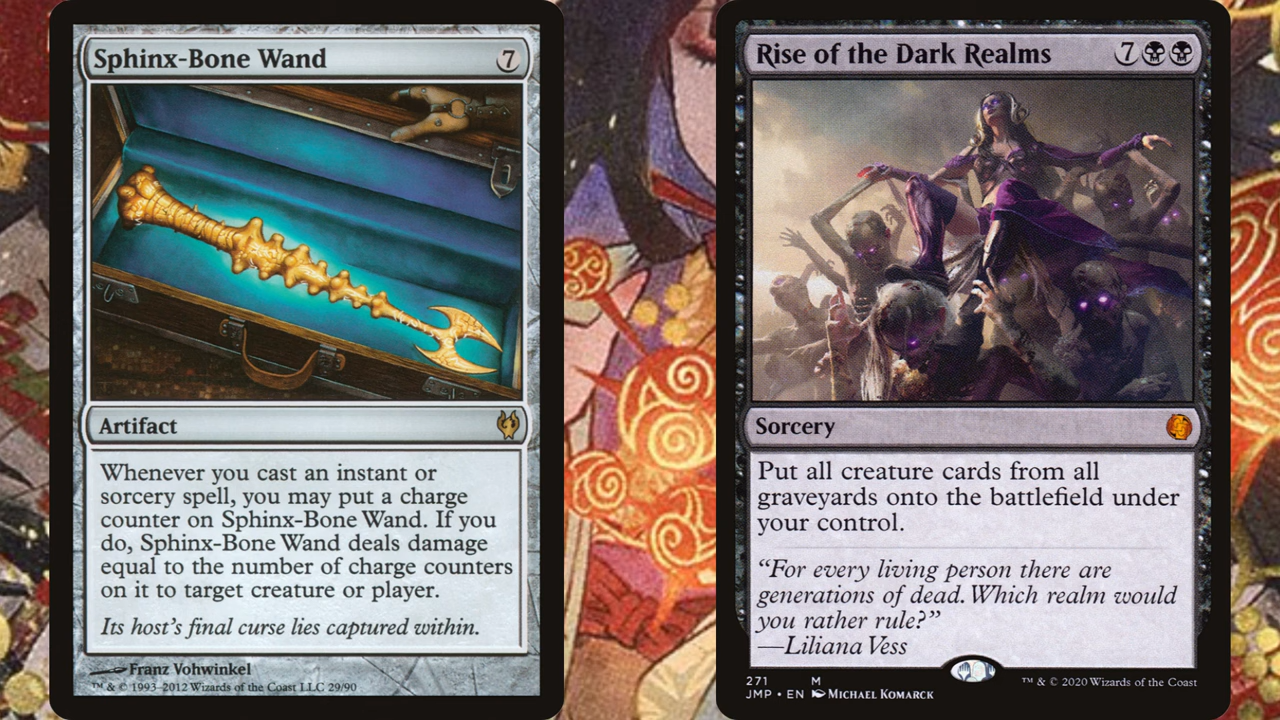 Sphinx-Bone Wand 7
Artifact
Whenever you cast an instant or
sorcery spell, you may put a charge
counter on Sphinx-Bone Wand. If you
do, Sphinx-Bone Wand deals damage
equal to the number of charge counters
on it to target creature or player.
Its host's final curse lies captured within.
Franz Vohwinkel
™ & © 1993–2012 Wizards of the Coast LLC 29/90
Rise of the Dark Realms 7
Sorcery
Put all creature cards from all
graveyards onto the battlefield under
your control.
“For every living person there are
generations of dead. Which realm would
you rather rule?”
—Liliana Vess
271 M
JMP • EN Michael Komarck
™ & © 2020 Wizards of the Coast